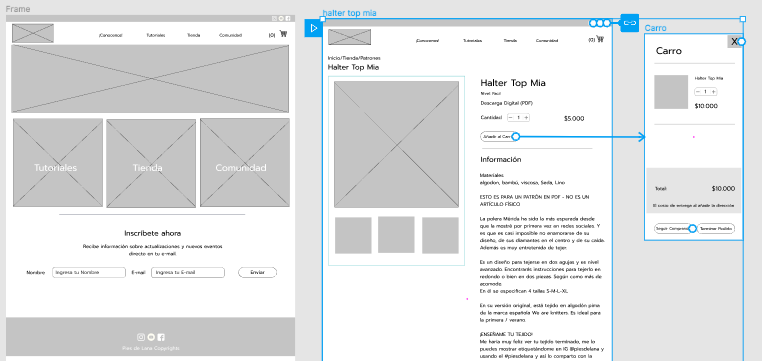 Frame
¡Conocenos!
Tutoriales
Tienda
Comunidad
(0)
Tutoriales
Tienda
Comunidad
Inscríbete ahora
Recibe información sobre actualizaciones y nuevos eventos
directo en tu e-mail
Nombre
Ingresa tu Nombre
E-mail
Ingresa tu E-mail
Enviar
Pan de Lana Copyrights
halter top mia
¡Conocenos!
Tutoriales
Tienda
Comunidad
(0)
Inicio/Tienda/Patrones
Halter Top Mia
Halter Top Mia
Nivel: Fácil
Descarga Digital (PDF)
Cantidad
— 1 +
$5.000
Añadir al Carr
Información
Materiales
algodon, bambú, viscosa, Seda, Lino
ESTO ES PARA UN PATRÓN EN PDF - NO ES UN
ARTÍCULO FÍSICO
La polera Mérida ha sido la más esperada desde
que la mostré por primera vez en redes sociales. Y
es que es casi imposible no enamorarse de su
diseño, de sus diamantes en el centro y de su calce.
Además es muy entretenida de tejer.
Es un diseño para tejerse en dos agujas y es nivel
avanzado. Encontrarás instrucciones para tejerlo en
redondo o bien en dos piezas. Según como más de
acomode.
En él se especifican 4 tallas S-M-L-XL
En su versión original, está tejido en algodón pima
de la marca española We are knitters. Es ideal para
la primera / verano.
¡ENSEÑAME TU TEJIDO!
Me haría muy feliz ver tu tejido terminado, me lo
puedes mostrar etiquetándome en IG @piesdelana y
usando el #piesdelana y así lo comparto con la
Carro
Carro
X
Halter Top Mia
— 1 +
$10.000
Total:
$10.000
El costo de entrega al añadir la dirección
Seguir Comprando
Terminar Pedido